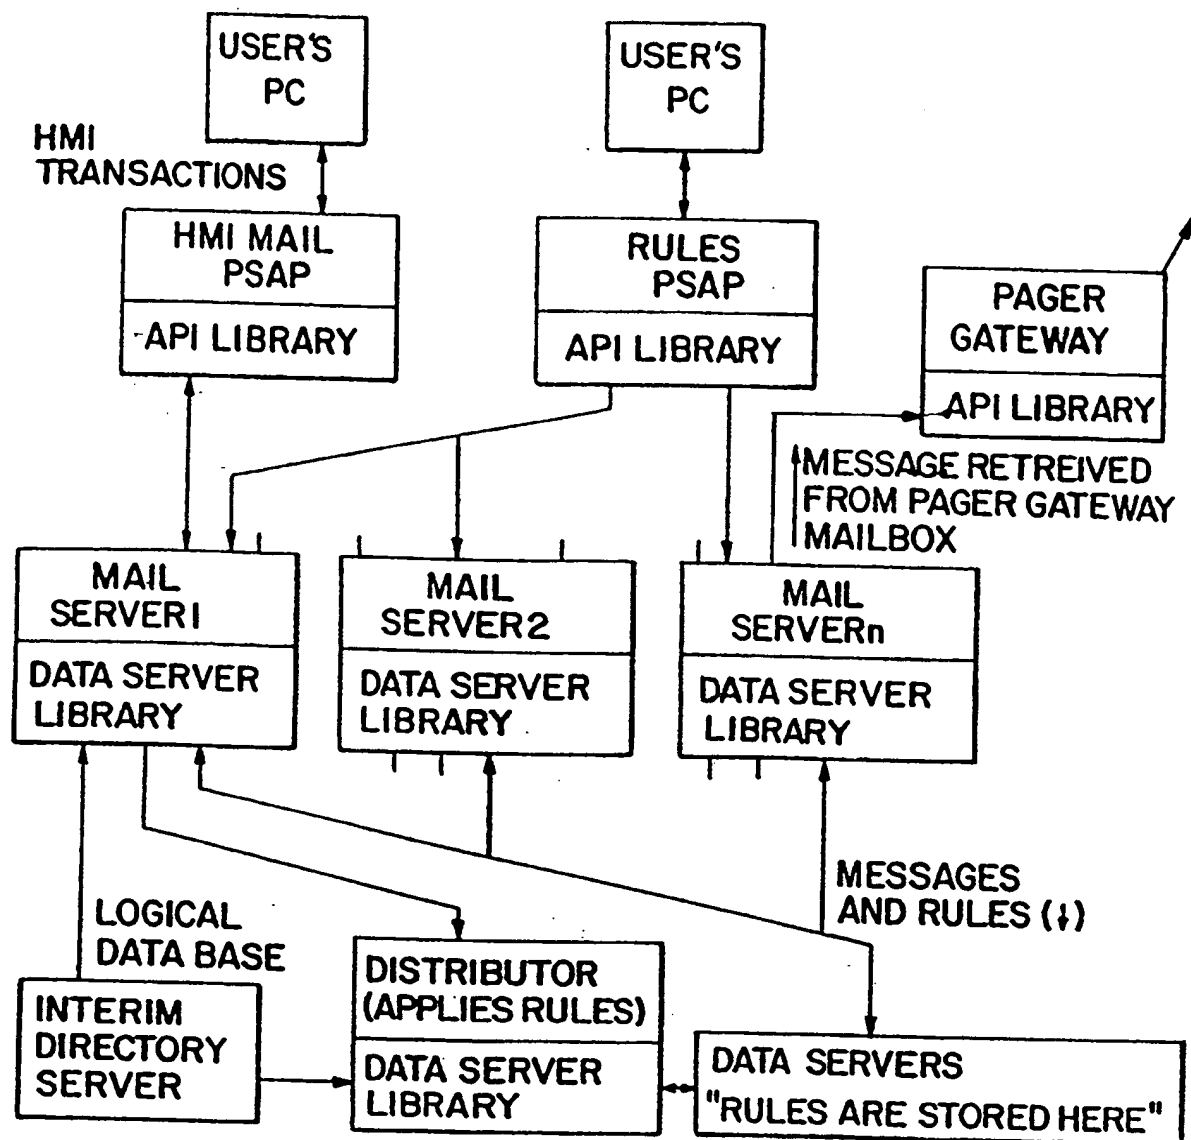 USER'S
PC
USER'S
PC
HMI
TRANSACTIONS
HMI MAIL
PSAP
API LIBRARY
RULES
PSAP
API LIBRARY
PAGER
GATEWAY
API LIBRARY
MESSAGE RETREIVED
FROM PAGER GATEWAY
MAILBOX
MAIL
SERVER1
DATA SERVER
LIBRARY
MAIL
SERVER2
DATA SERVER
LIBRARY
MAIL
SERVERn
DATA SERVER
LIBRARY
LOGICAL
DATA BASE
MESSAGES
AND RULES (↓)
INTERIM
DIRECTORY
SERVER
DISTRIBUTOR
(APPLIES RULES)
DATA SERVER
LIBRARY
DATA SERVERS
"RULES ARE STORED HERE"